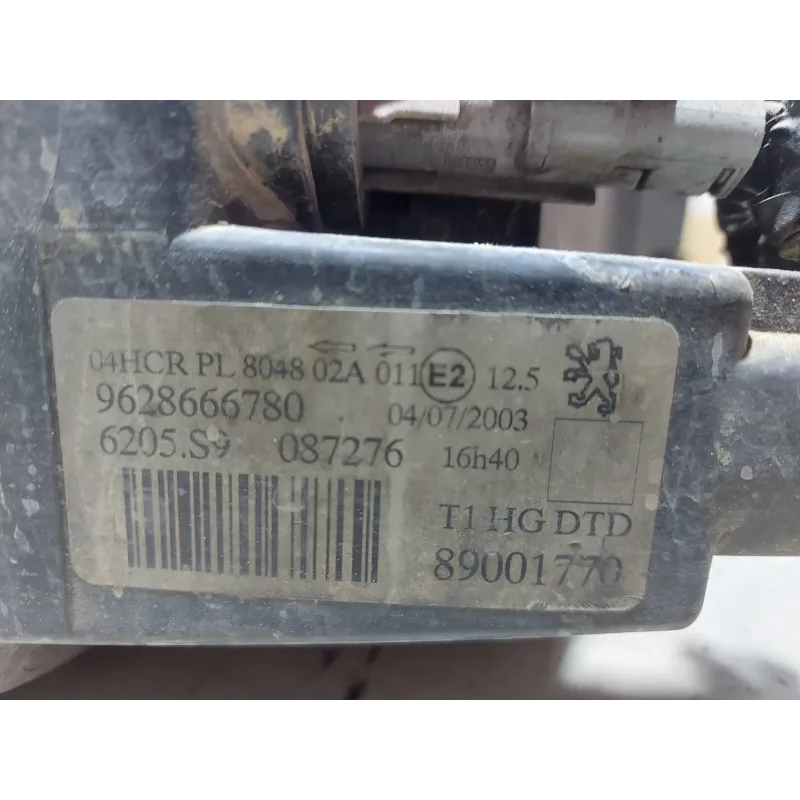 04HCR PL 8048 02A 011 E2 12.5
9628666780 04/07/2003
6205.S9 087276 16h40
T1 HG DTD
89001770